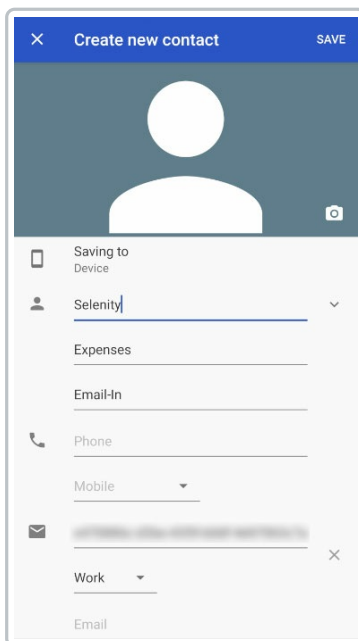 Create new contact SAVE
Saving to
Device
Selenity
Expenses
Email-In
Phone
Mobile
Work
Email